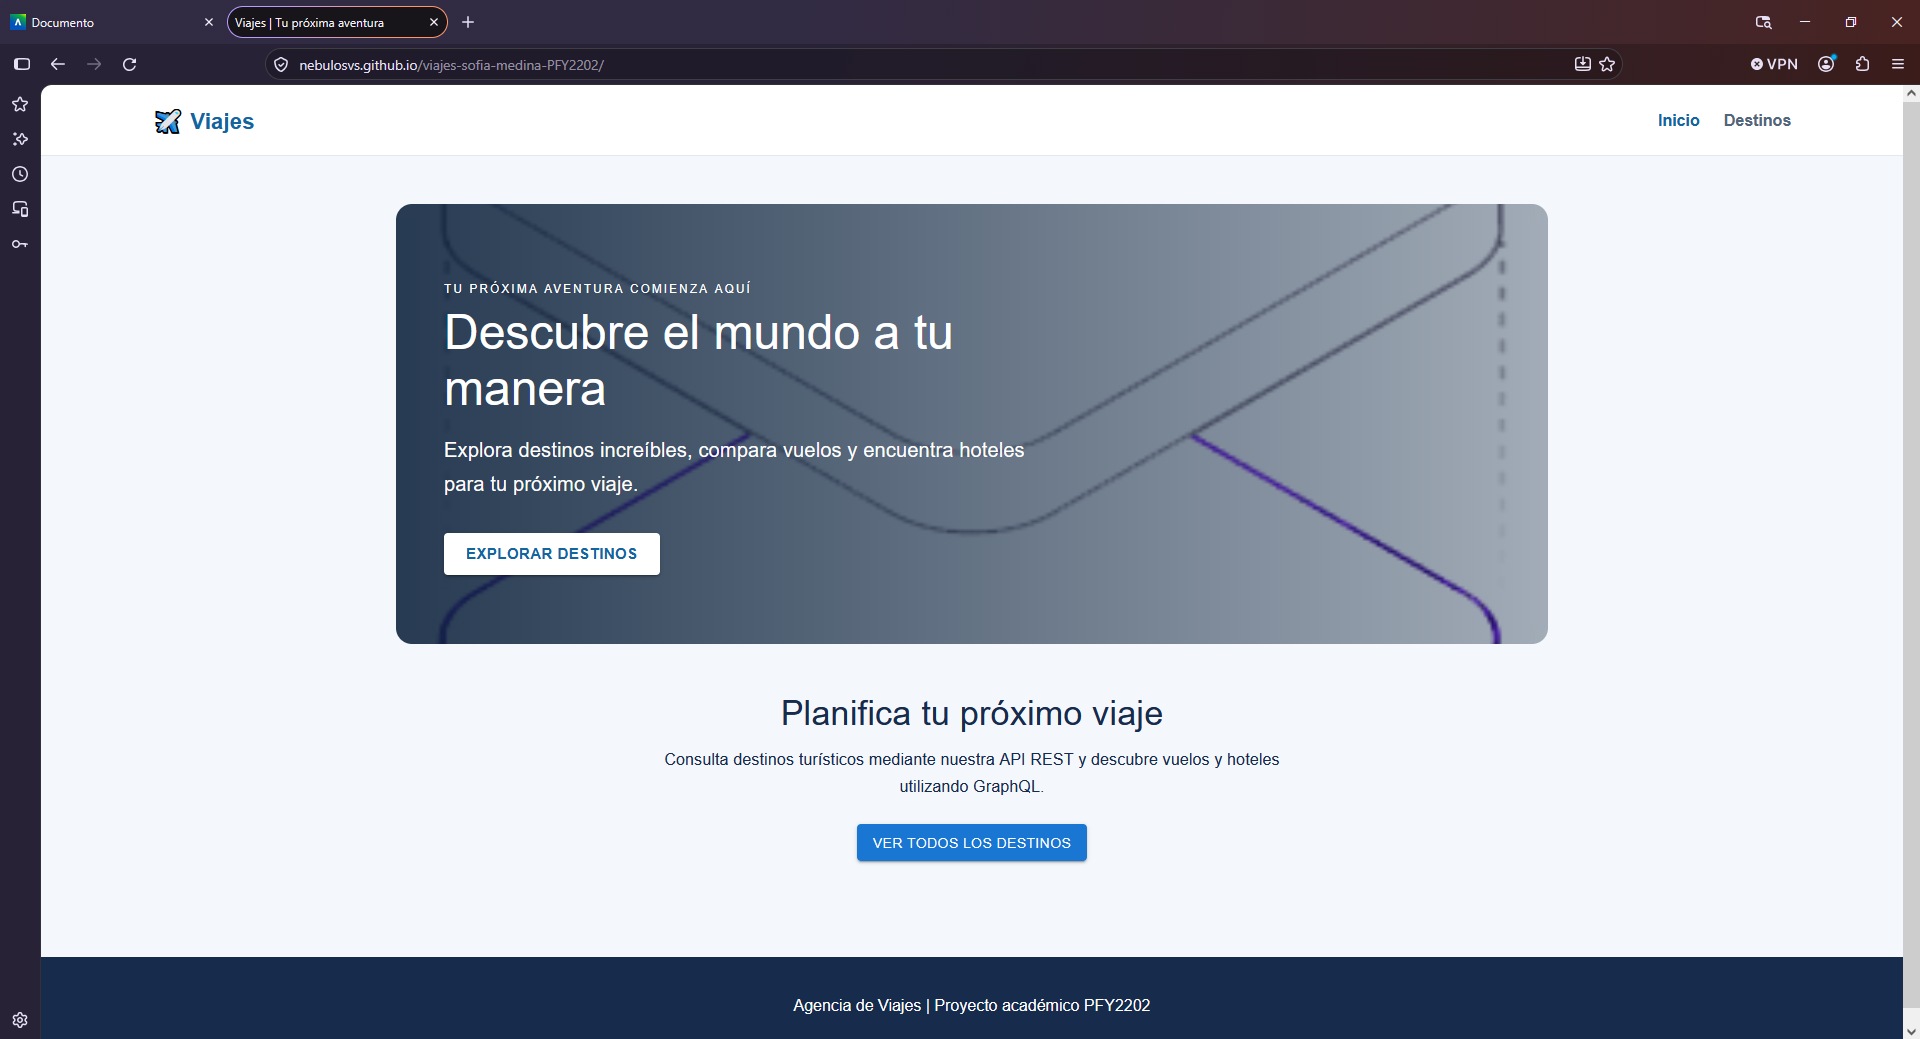 Documento
Viajes | Tu próxima aventura
nebulosvs.github.io/viajes-sofia-medina-PFY2202/
VPN
Viajes
Inicio
Destinos
TU PRÓXIMA AVENTURA COMIENZA AQUÍ
Descubre el mundo a tu
manera
Explora destinos increíbles, compara vuelos y encuentra hoteles
para tu próximo viaje.
EXPLORAR DESTINOS
Planifica tu próximo viaje
Consulta destinos turísticos mediante nuestra API REST y descubre vuelos y hoteles
utilizando GraphQL.
VER TODOS LOS DESTINOS
Agencia de Viajes | Proyecto académico PFY2202